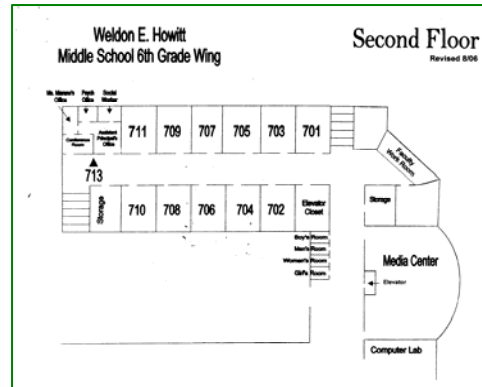 Weldon E. Howitt
Middle School 6th Grade Wing
Second Floor
Revised 8/06
Office
Psych
Office
Social
Worker
Conference
Room
Assistant
Principal's
Office
711
709
707
705
703
701
Faculty
Work Room
713
Storage
710
708
706
704
702
Elevator
Closet
Storage
Boy's Room
Men's Room
Women's Room
Girl's Room
Media Center
Elevator
Computer Lab